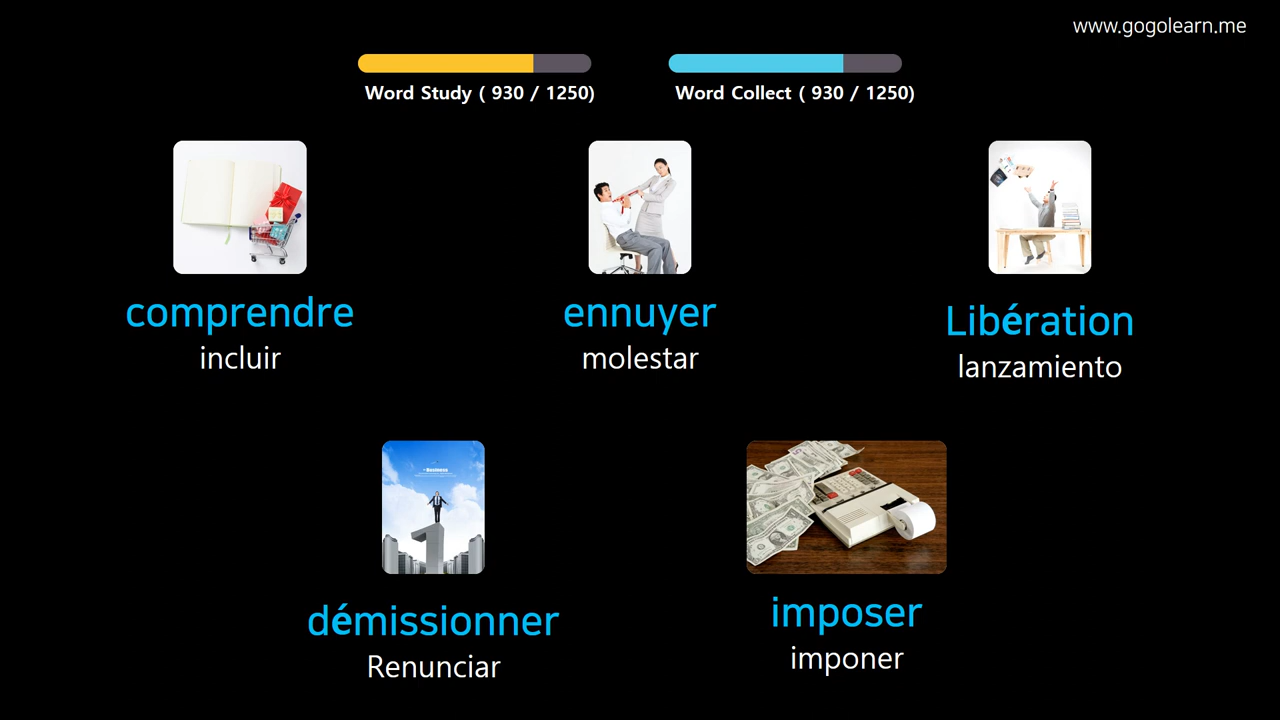 www.gogolearn.me
Word Study ( 930 / 1250)
Word Collect ( 930 / 1250)
comprendre
incluir
ennuyer
molestar
Libération
lanzamiento
Business
démissionner
Renunciar
imposer
imponer